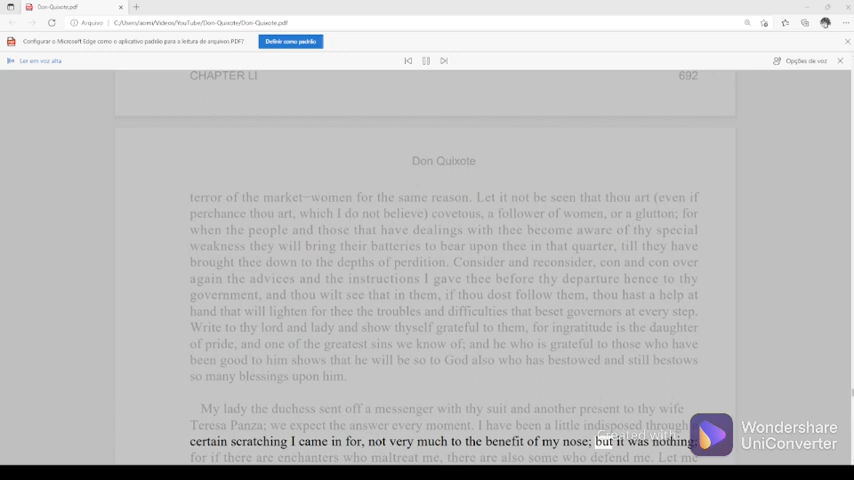 Don-Quixote.pdf
Arquivo
C:/Users/acrns/Videos/YouTube/Don-Quixote/Don-Quixote.pdf
Configurar o Microsoft Edge como o aplicativo padrão para a leitura de arquivos PDF?
Definir como padrão
Ler em voz alta
Opções de voz
CHAPTER LI
692
Don Quixote
terror of the market−women for the same reason. Let it not be seen that thou art (even if
perchance thou art, which I do not believe) covetous, a follower of women, or a glutton; for
when the people and those that have dealings with thee become aware of thy special
weakness they will bring their batteries to bear upon thee in that quarter, till they have
brought thee down to the depths of perdition. Consider and reconsider, con and con over
again the advices and the instructions I gave thee before thy departure hence to thy
government, and thou wilt see that in them, if thou dost follow them, thou hast a help at
hand that will lighten for thee the troubles and difficulties that beset governors at every step.
Write to thy lord and lady and show thyself grateful to them, for ingratitude is the daughter
of pride, and one of the greatest sins we know of; and he who is grateful to those who have
been good to him shows that he will be so to God also who has bestowed and still bestows
so many blessings upon him.
My lady the duchess sent off a messenger with thy suit and another present to thy wife
Teresa Panza; we expect the answer every moment. I have been a little indisposed through a
certain scratching I came in for, not very much to the benefit of my nose; but it was nothing;
for if there are enchanters who maltreat me, there are also some who defend me. Let me
Created with
Wondershare
UniConverter